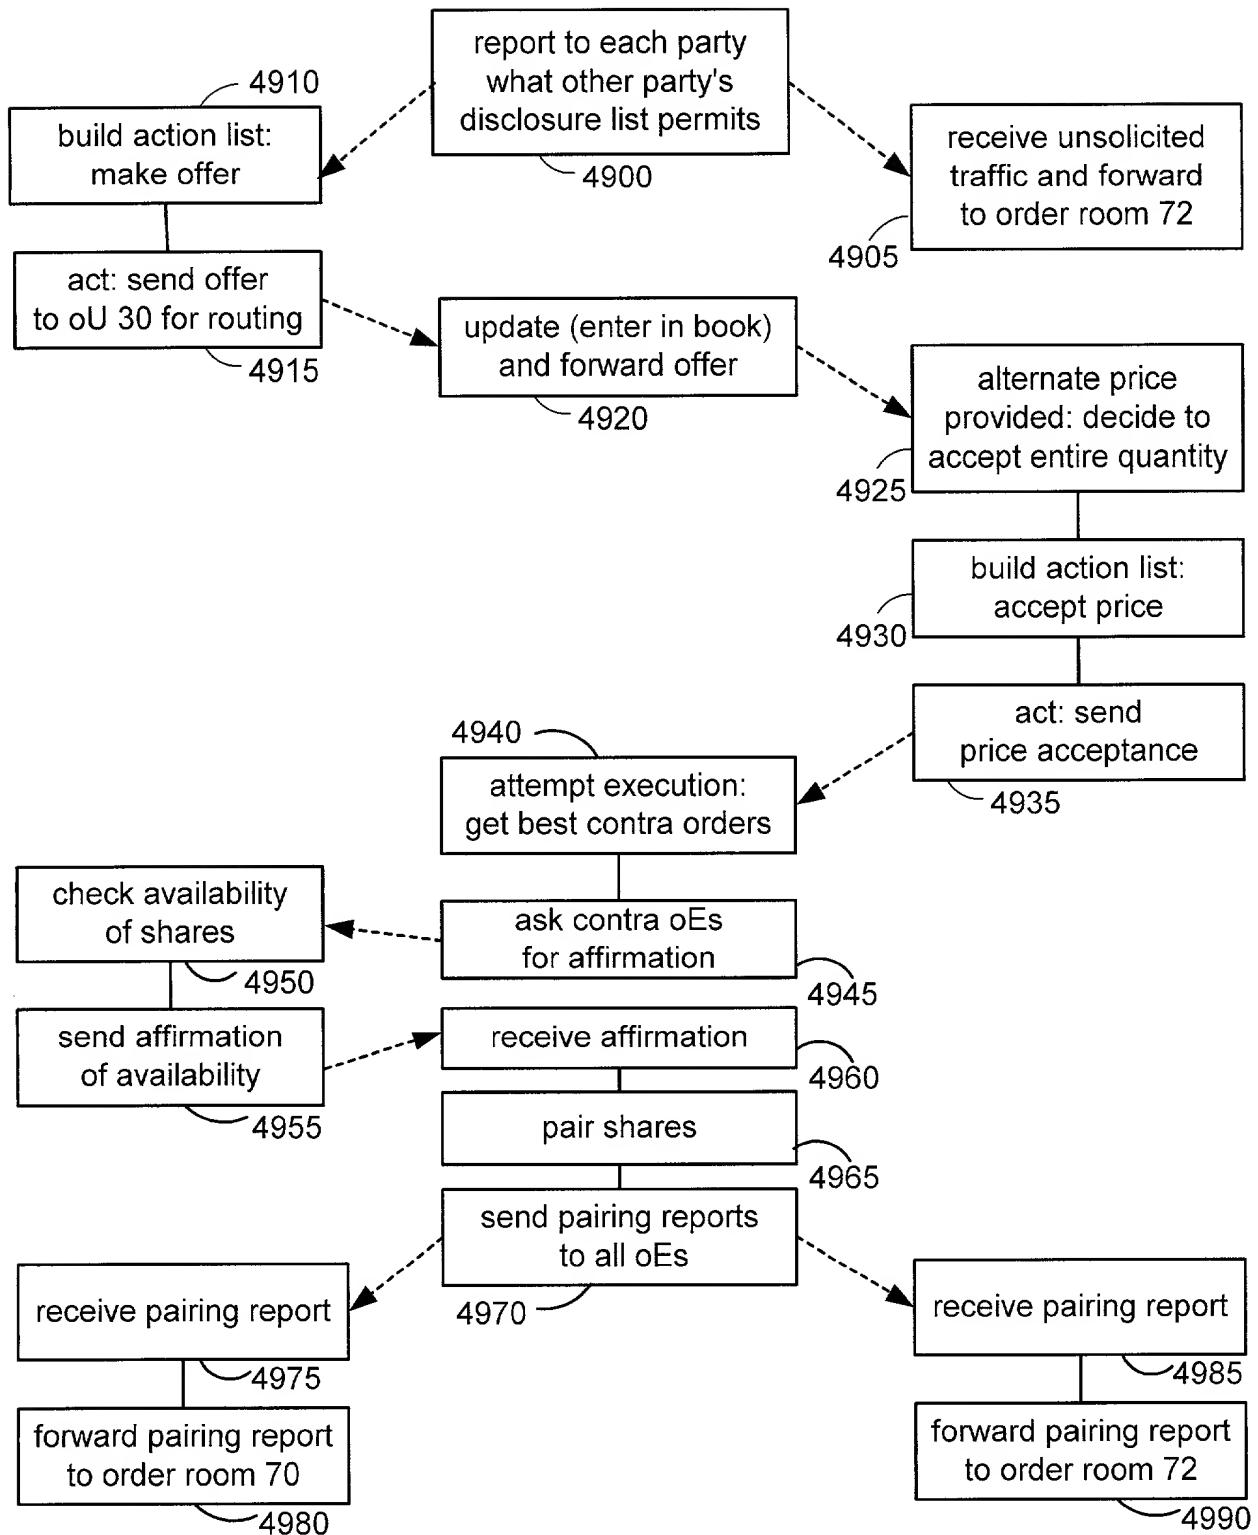 report to each party
what other party's
disclosure list permits
4900
4910
build action list:
make offer
receive unsolicited
traffic and forward
to order room 72
4905
act: send offer
to oU 30 for routing
4915
update (enter in book)
and forward offer
4920
alternate price
provided: decide to
accept entire quantity
4925
build action list:
accept price
4930
act: send
price acceptance
4935
4940
attempt execution:
get best contra orders
ask contra oEs
for affirmation
4945
check availability
of shares
4950
send affirmation
of availability
4955
receive affirmation
4960
pair shares
4965
send pairing reports
to all oEs
4970
receive pairing report
4975
forward pairing report
to order room 70
4980
receive pairing report
4985
forward pairing report
to order room 72
4990